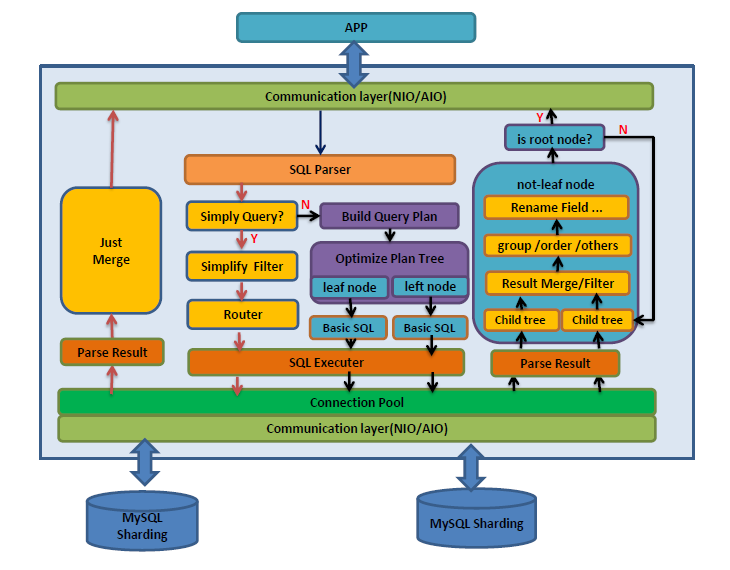 APP
Communication layer(NIO/AIO)
Y
is root node?
N
SQL Parser
not-leaf node
Rename Field ...
Simply Query?
N
Build Query Plan
Y
group /order /others
Just
Merge
Optimize Plan Tree
Simplify Filter
leaf node
left node
Result Merge/Filter
Router
Basic SQL
Basic SQL
Child tree
Child tree
Parse Result
SQL Executer
Parse Result
Connection Pool
Communication layer(NIO/AIO)
MySQL
Sharding
MySQL Sharding